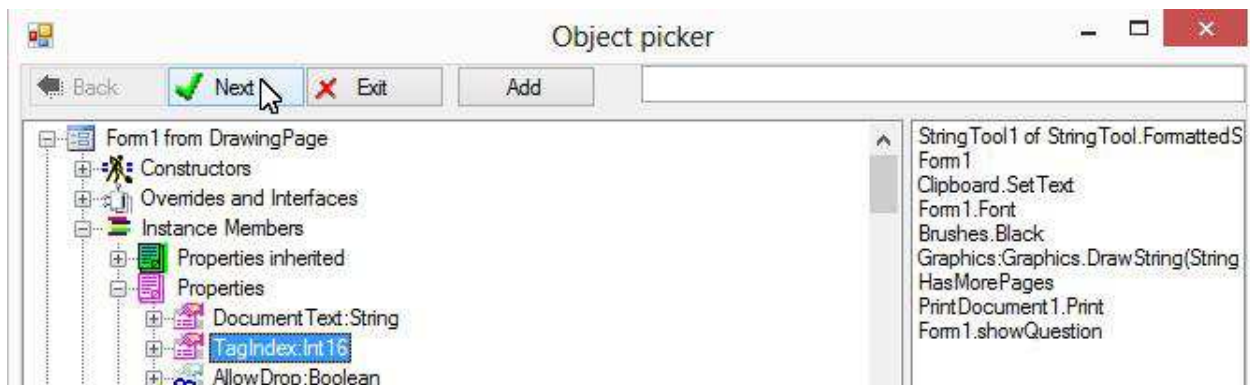 Object picker
Back Next Exit Add
Form1 from DrawingPage
Constructors
Overrides and Interfaces
Instance Members
Properties inherited
Properties
DocumentText:String
TagIndex:Int16
AllowDrop:Boolean
StringTool1 of StringTool.FormattedS
Form1
Clipboard.SetText
Form1.Font
Brushes.Black
Graphics:Graphics.DrawString(String
HasMorePages
PrintDocument1.Print
Form1.showQuestion